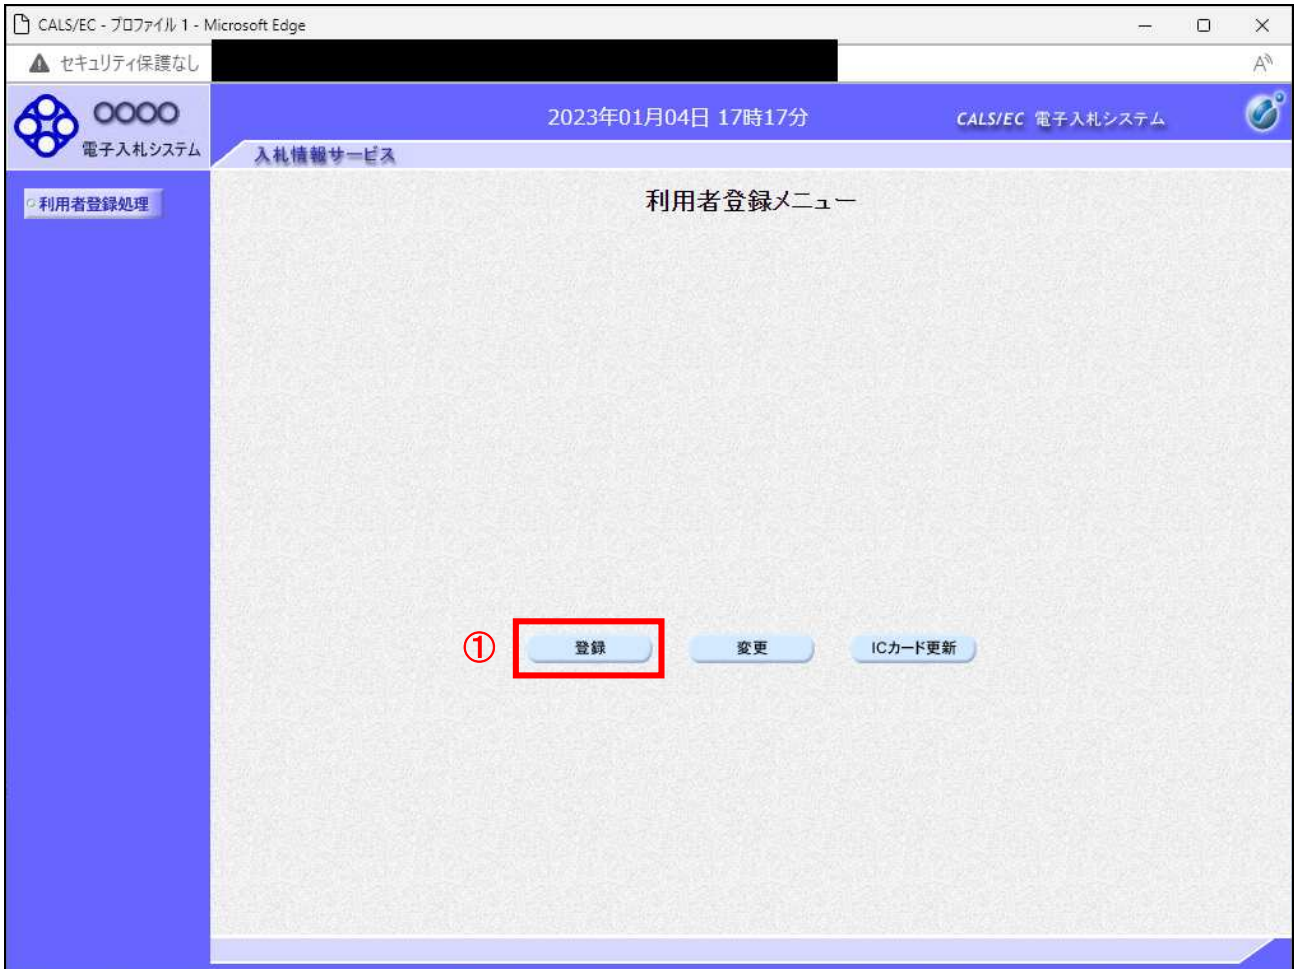 CALS/EC - プロファイル 1 - Microsoft Edge
セキュリティ保護なし
OOOO
電子入札システム
2023年01月04日 17時17分
CALS/EC 電子入札システム
入札情報サービス
利用者登録処理
利用者登録メニュー
① 登録 変更 ICカード更新